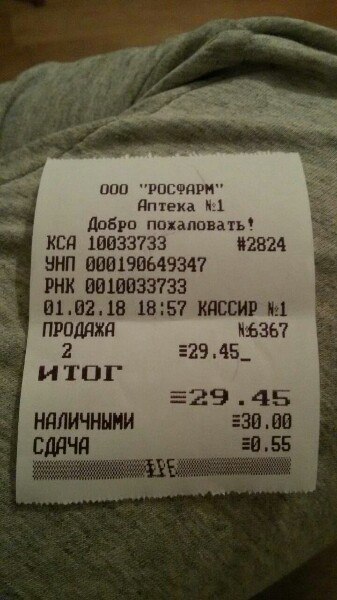 ООО "РОСФАРМ"
Аптека №1
Добро пожаловать!
КСА 10033733 #2824
УНП 000190649347
РНК 0010033733
01.02.18 18:57 КАССИР №1
ПРОДАЖА №6367
2 ≡29.45_
ИТОГ
≡29.45
НАЛИЧНЫМИ ≡30.00
СДАЧА ≡0.55